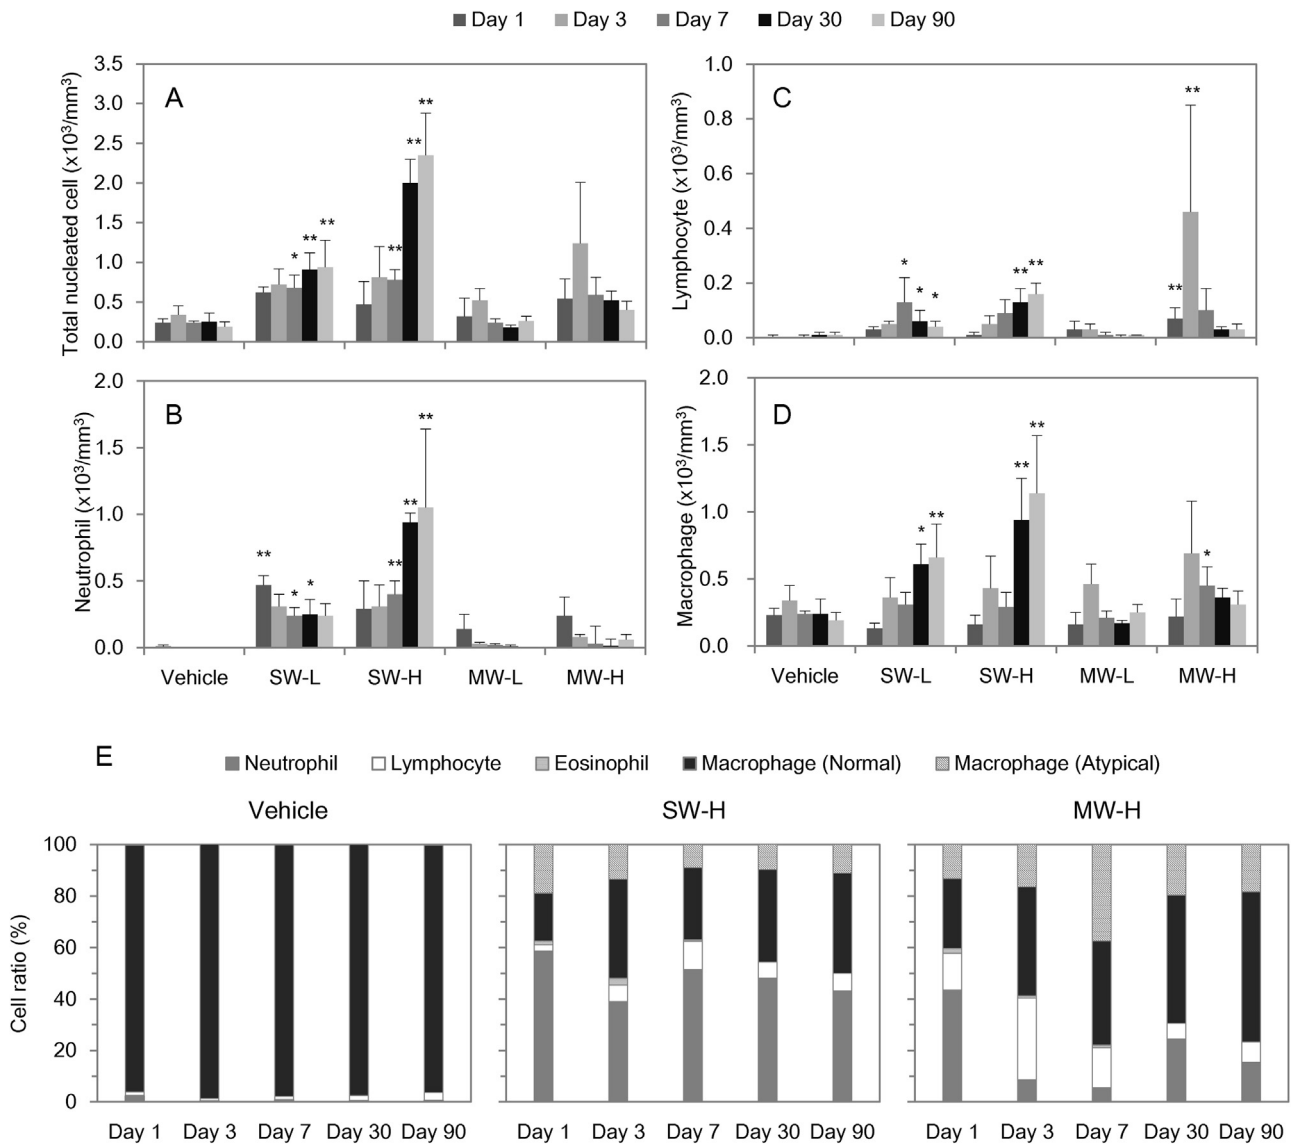 Day 1 Day 3 Day 7 Day 30 Day 90
A
Total nucleated cell (x10³/mm³)
3.5
3.0
2.5
2.0
1.5
1.0
0.5
0.0
* ** ** ** ** **
C
Lymphocyte (x10³/mm³)
1.0
0.8
0.6
0.4
0.2
0.0
* * * ** ** ** **
B
Neutrophil (x10³/mm³)
2.0
1.5
1.0
0.5
0.0
** * * ** ** **
Vehicle SW-L SW-H MW-L MW-H
D
Macrophage (x10³/mm³)
2.0
1.5
1.0
0.5
0.0
* ** ** ** *
Vehicle SW-L SW-H MW-L MW-H
E
Neutrophil Lymphocyte Eosinophil Macrophage (Normal) Macrophage (Atypical)
Vehicle SW-H MW-H
Cell ratio (%)
100
80
60
40
20
0
Day 1 Day 3 Day 7 Day 30 Day 90 Day 1 Day 3 Day 7 Day 30 Day 90 Day 1 Day 3 Day 7 Day 30 Day 90